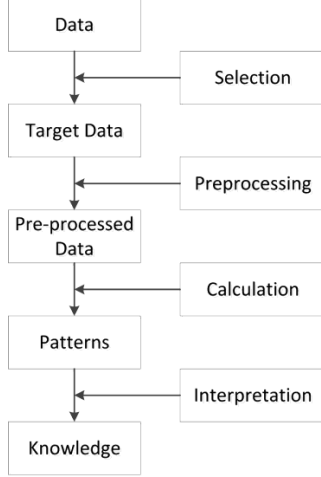 Data
Selection
Target Data
Preprocessing
Pre-processed
Data
Calculation
Patterns
Interpretation
Knowledge